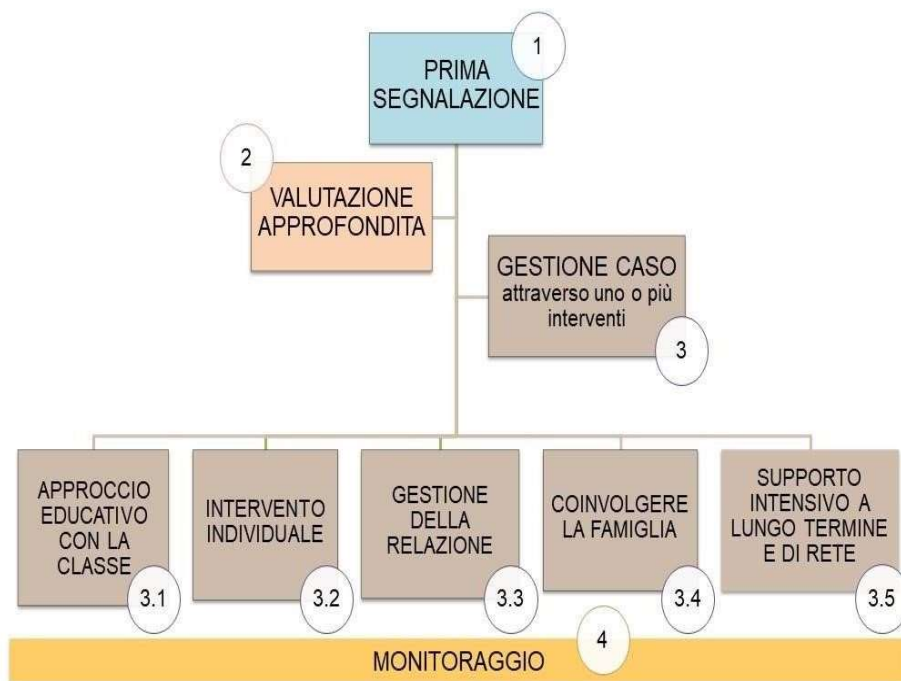 1
PRIMA
SEGNALAZIONE
2
VALUTAZIONE
APPROFONDITA
GESTIONE CASO
attraverso uno o più
interventi
3
APPROCCIO
EDUCATIVO
CON LA
CLASSE
3.1
INTERVENTO
INDIVIDUALE
3.2
GESTIONE
DELLA
RELAZIONE
3.3
COINVOLGERE
LA FAMIGLIA
3.4
SUPPORTO
INTENSIVO A
LUNGO TERMINE
E DI RETE
3.5
4
MONITORAGGIO